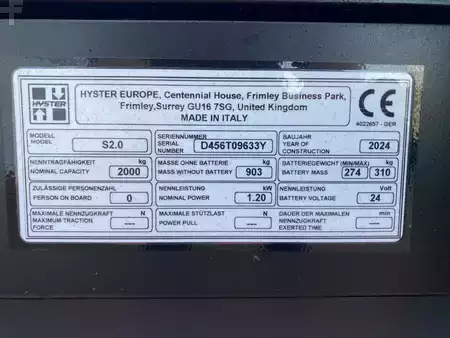 HYSTER
HYSTER EUROPE, Centennial House, Frimley Business Park,
Frimley,Surrey GU16 7SG, United Kingdom
MADE IN ITALY
CE
4022657 - GER
MODELL
MODEL
S2.0
SERIENNUMMER
SERIAL
NUMBER
D456T09633Y
BAUJAHR
YEAR OF
CONSTRUCTION
2024
NENNTRAGFÄHIGKEIT
NOMINAL CAPACITY
kg
2000
MASSE OHNE BATTERIE
MASS WITHOUT BATTERY
kg
903
BATTERIEGEWICHT (MIN/MAX)
BATTERY MASS
kg
274 310
ZULÄSSIGE PERSONENZAHL
PERSON ON BOARD
0
NENNLEISTUNG
NOMINAL POWER
kW
1.20
NENNLEISTUNG
BATTERY VOLTAGE
Volt
24
MAXIMALE NENNZUGKRAFT
MAXIMUM TRACTION
FORCE
N
---
MAXIMALE STÜTZLAST
POWER PULL
N
---
DAUER DER MAXIMALEN
NENNZUGKRAFT
EXERTED TIME
---